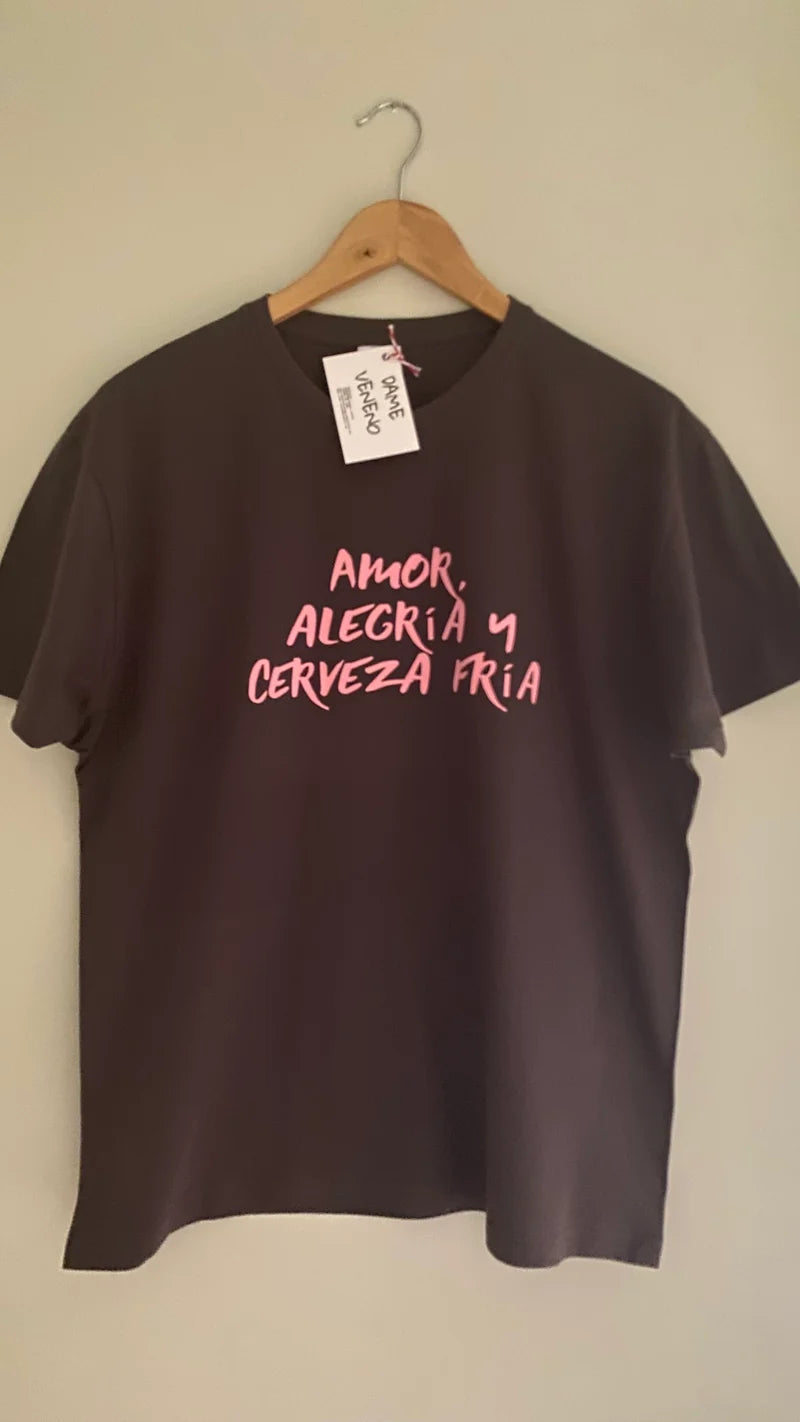 DAME
VENENO
AMOR,
ALEGRíA y
CERVEZA FRíA